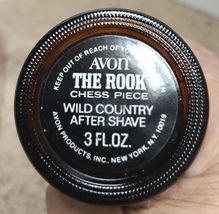 KEEP OUT OF REACH OF
AVON
THE ROOK
CHESS PIECE
WILD COUNTRY
AFTER SHAVE
3 FL.OZ.
AVON PRODUCTS, INC. NEW YORK, N.Y. 10019